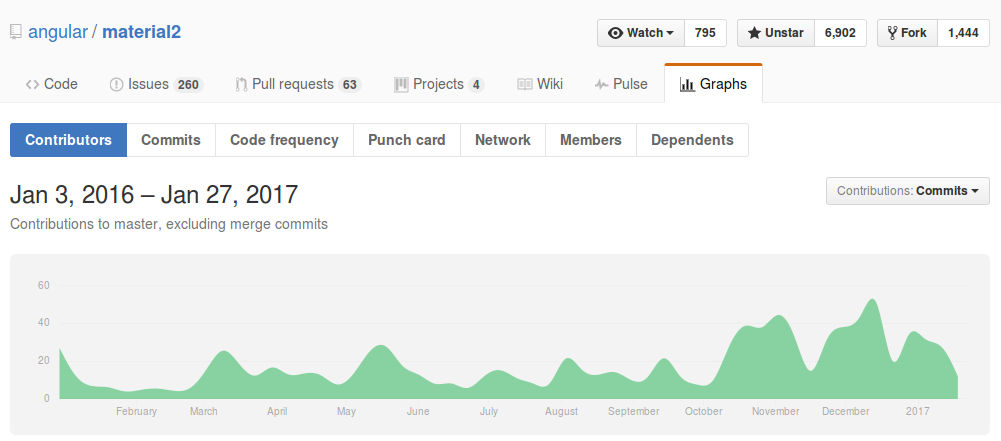 angular / material2
Watch 795 Unstar 6,902 Fork 1,444
Code Issues 260 Pull requests 63 Projects 4 Wiki Pulse Graphs
Contributors Commits Code frequency Punch card Network Members Dependents
Jan 3, 2016 – Jan 27, 2017
Contributions: Commits
Contributions to master, excluding merge commits
60
40
20
0
February March April May June July August September October November December 2017